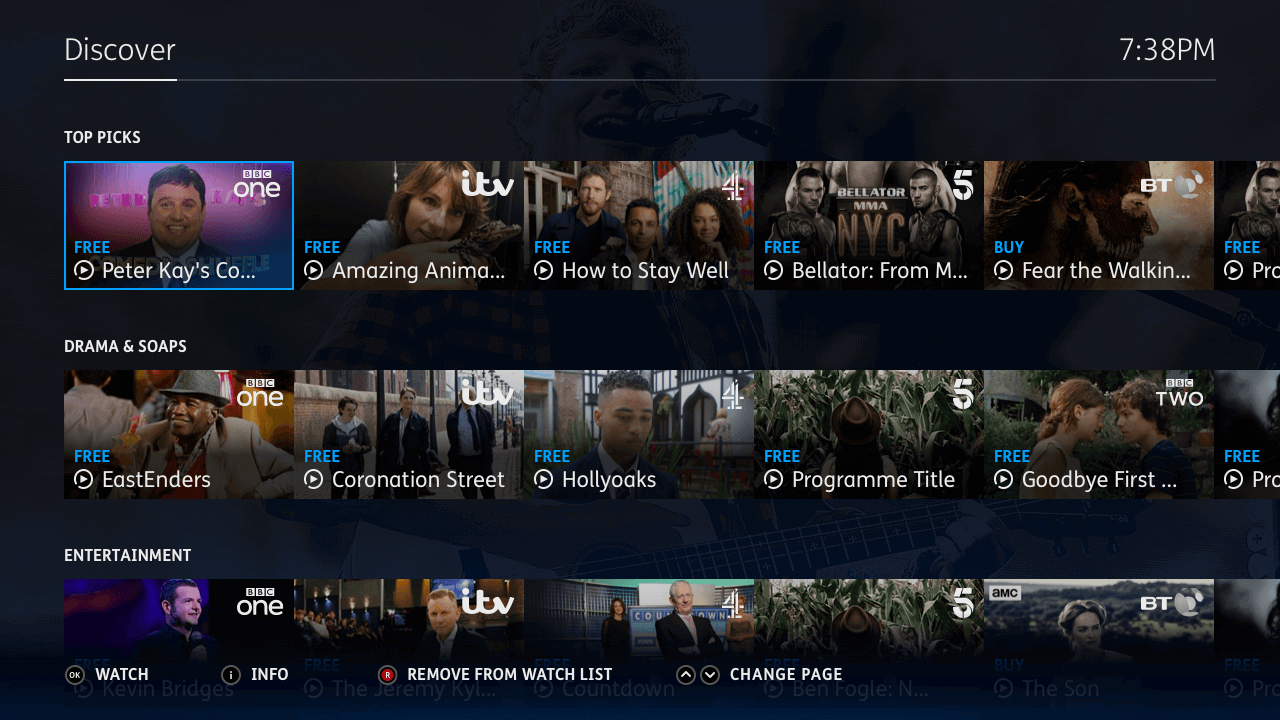 Discover
7:38PM
TOP PICKS
BBC one
FREE
Peter Kay's Co...
itv
FREE
Amazing Anima...
4
FREE
How to Stay Well
BELLATOR
MMA
NYC
5
FREE
Bellator: From M...
BT
BUY
Fear the Walkin...
FREE
Pro
DRAMA & SOAPS
BBC one
FREE
EastEnders
itv
FREE
Coronation Street
4
FREE
Hollyoaks
5
FREE
Programme Title
BBC TWO
FREE
Goodbye First ...
FREE
Pro
ENTERTAINMENT
BBC one
FREE
Kevin Bridges
itv
FREE
The Jeremy Kyl...
COUNTDOWN
4
FREE
Countdown
5
FREE
Ben Fogle: N...
amc
BT
BUY
The Son
FREE
Pro
OK WATCH
i INFO
R REMOVE FROM WATCH LIST
CHANGE PAGE